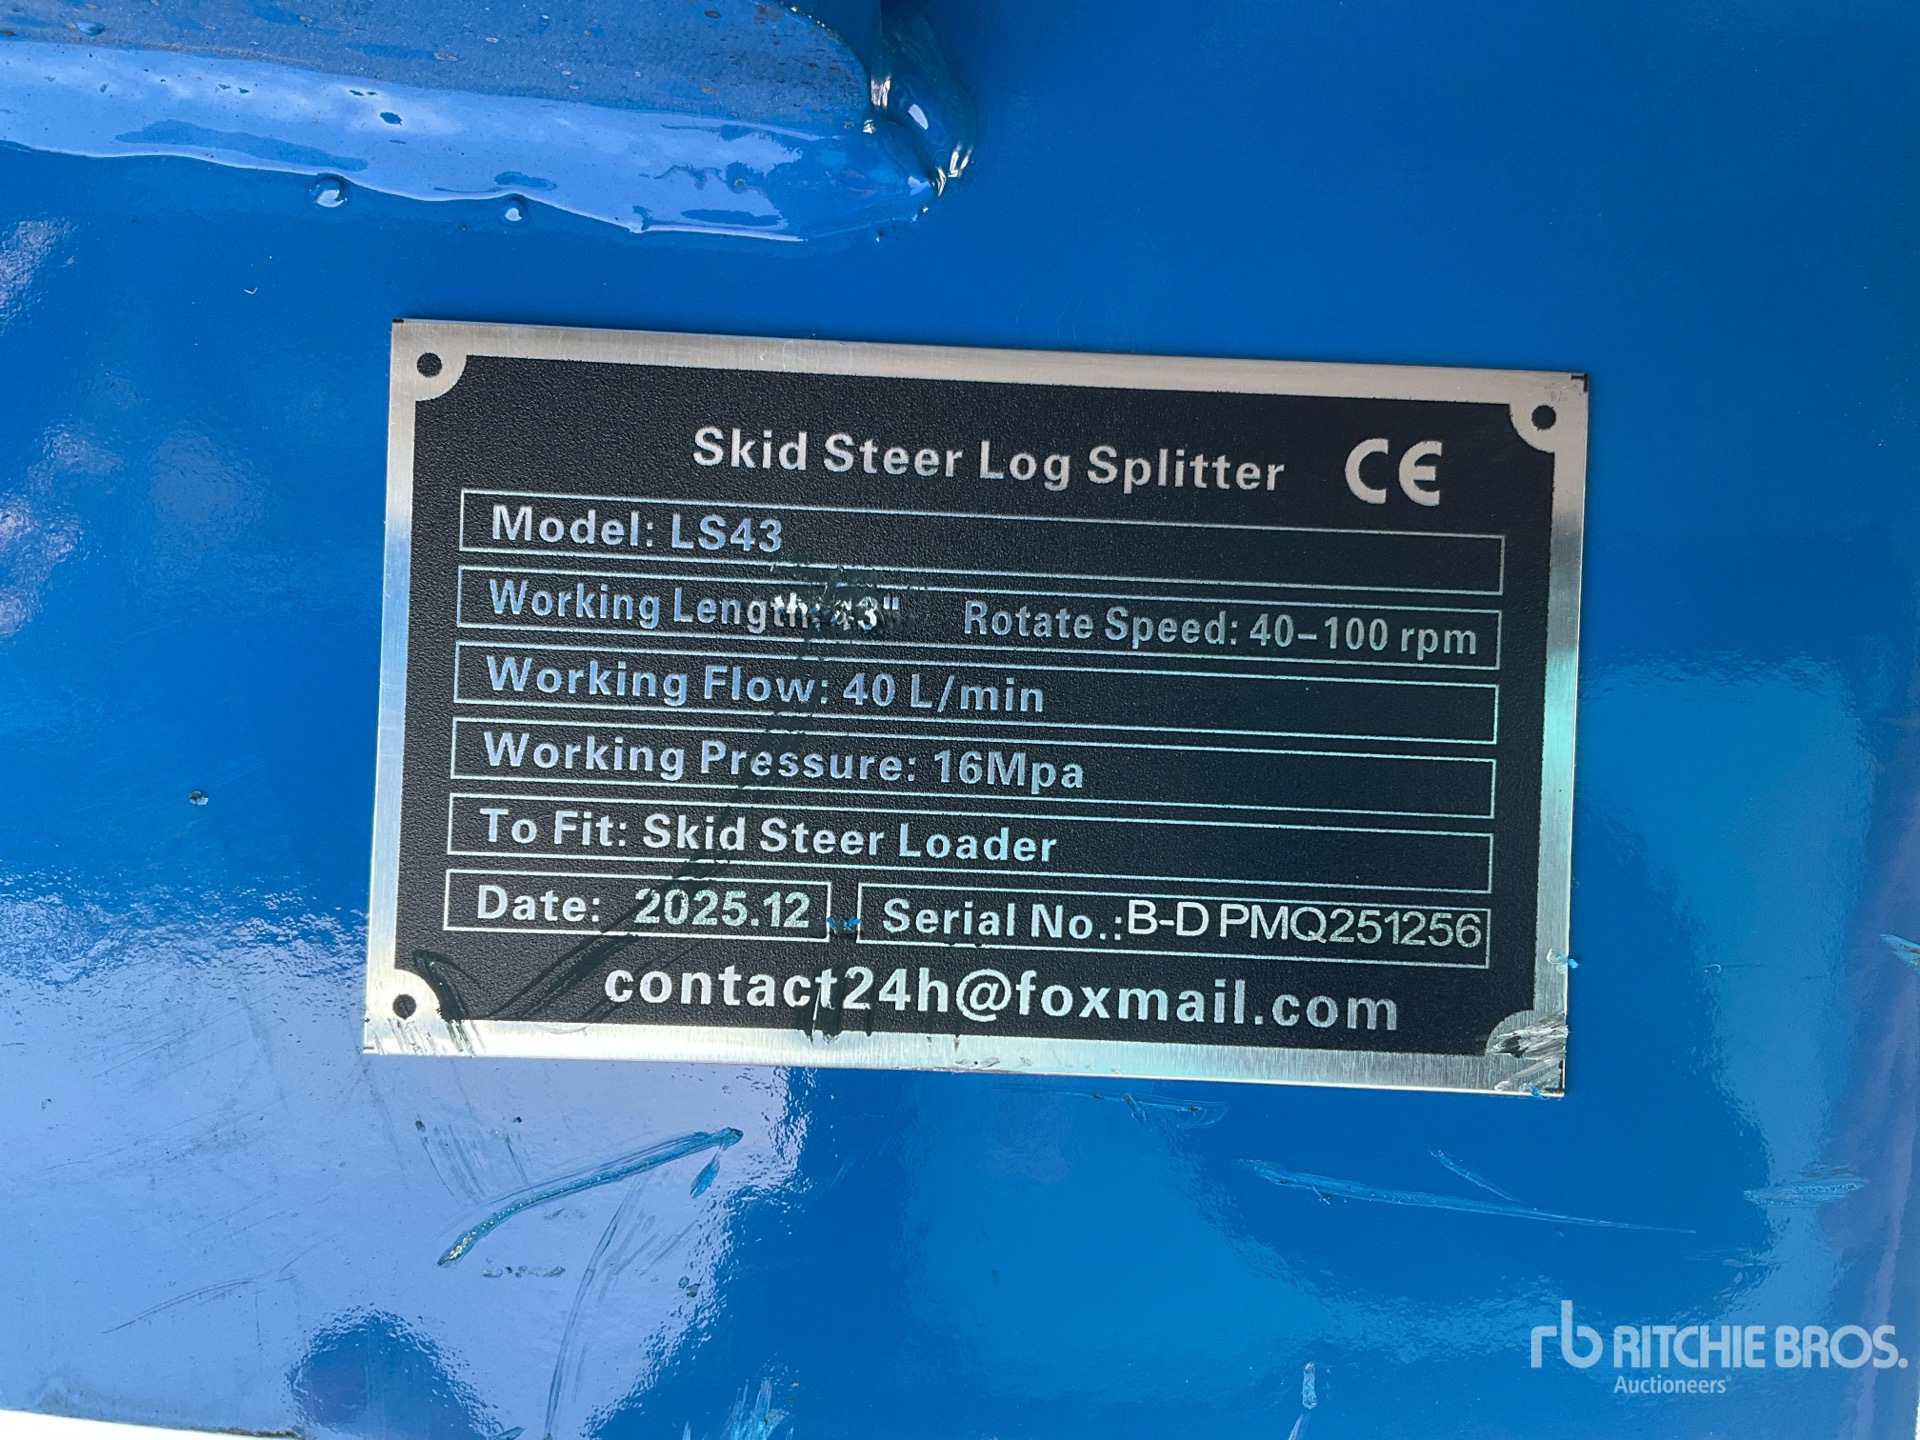 Skid Steer Log Splitter CE
Model: LS43
Working Length: 43" Rotate Speed: 40-100 rpm
Working Flow: 40 L/min
Working Pressure: 16Mpa
To Fit: Skid Steer Loader
Date: 2025.12 Serial No.: B-DPMQ251256
contact24h@foxmail.com
rb RITCHIE BROS.
Auctioneers